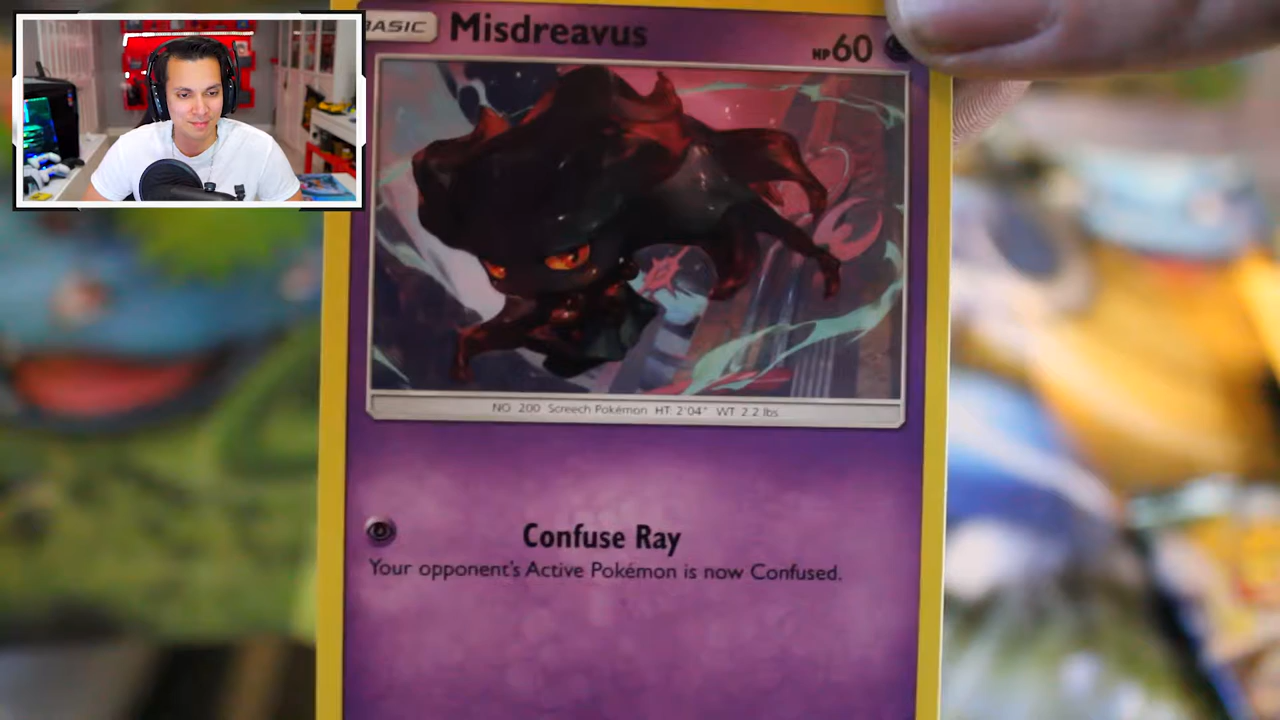 BASIC Misdreavus HP60
NO 200 Screech Pokémon HT 2'04" WT 2.2 lbs
Confuse Ray
Your opponent's Active Pokémon is now Confused.